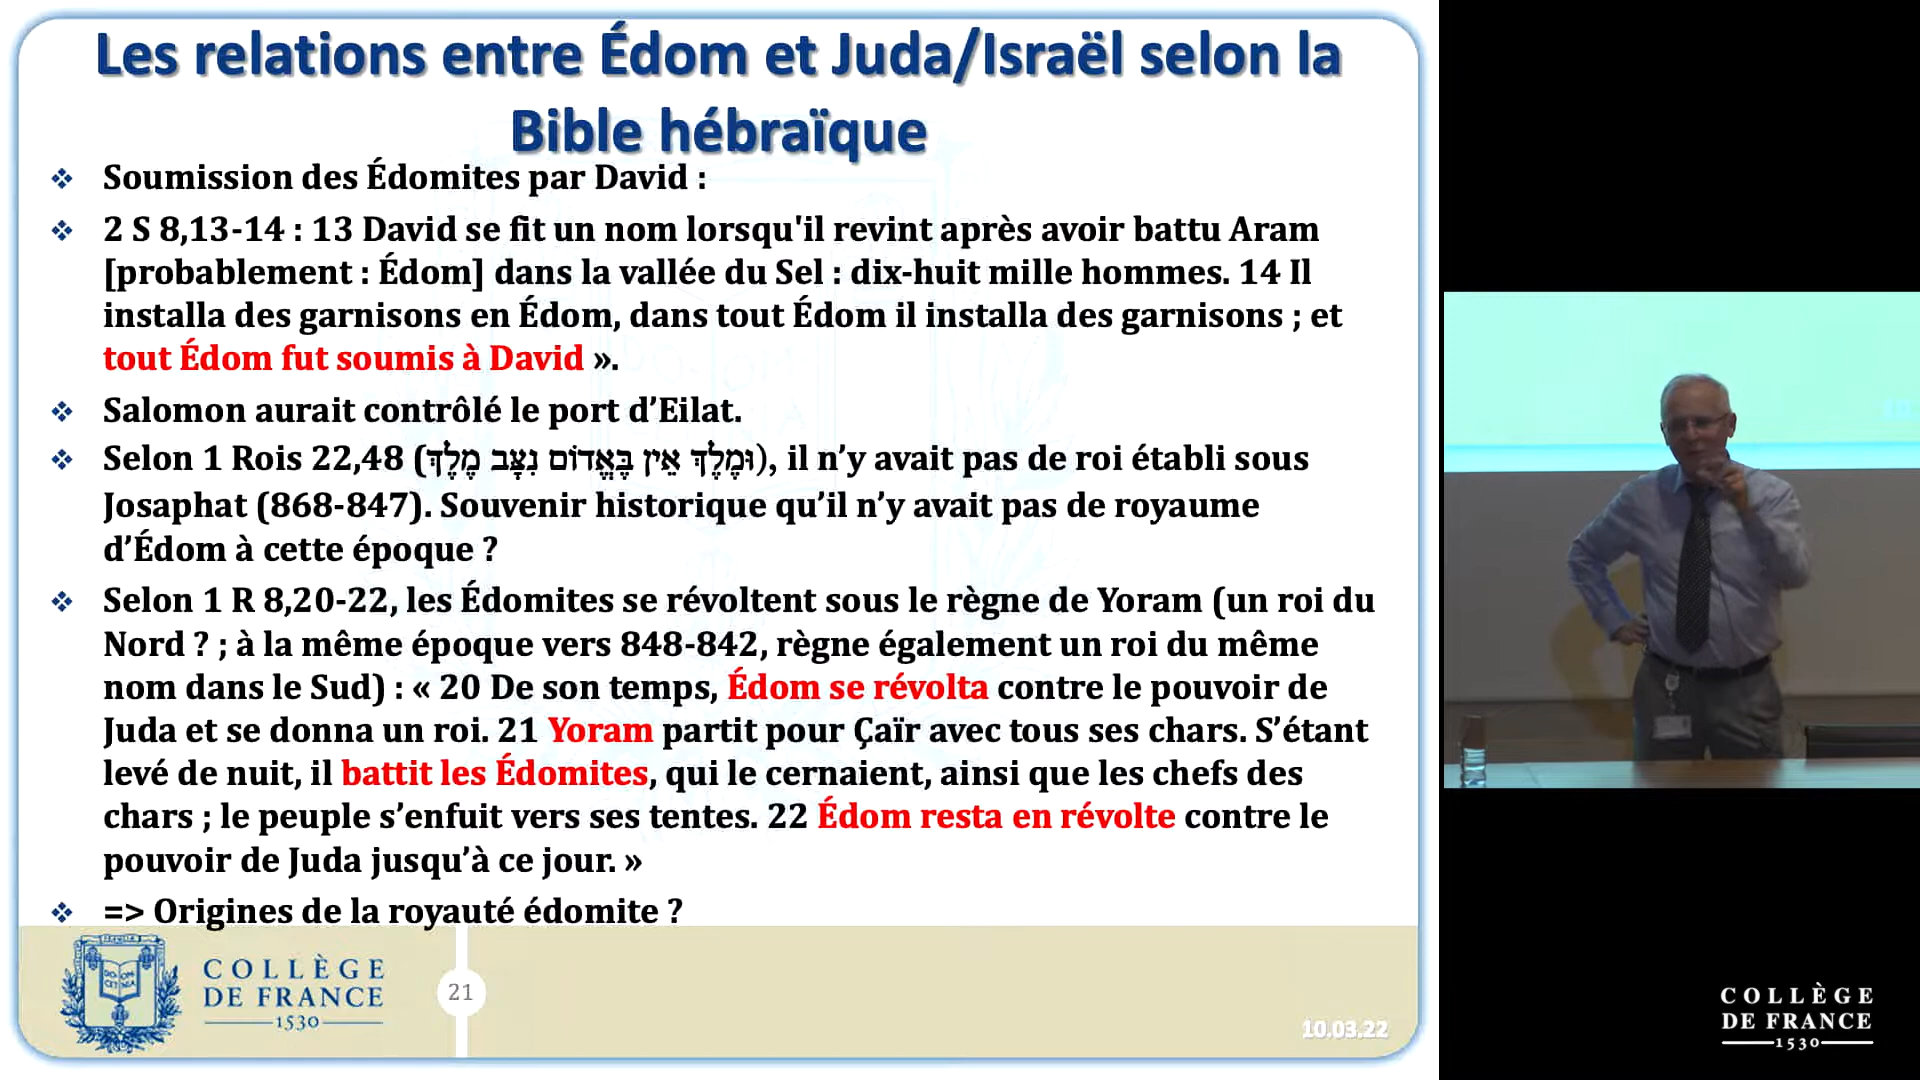 Les relations entre Édom et Juda/Israël selon la
Bible hébraïque
❖ Soumission des Édomites par David :
❖ 2 S 8,13-14 : 13 David se fit un nom lorsqu'il revint après avoir battu Aram
[probablement : Édom] dans la vallée du Sel : dix-huit mille hommes. 14 Il
installa des garnisons en Édom, dans tout Édom il installa des garnisons ; et
tout Édom fut soumis à David ».
❖ Salomon aurait contrôlé le port d’Eilat.
❖ Selon 1 Rois 22,48 (וּמֶלֶךְ אֵין בֶּאֱדוֹם נִצָּב מֶלֶךְ), il n’y avait pas de roi établi sous
Josaphat (868-847). Souvenir historique qu’il n’y avait pas de royaume
d’Édom à cette époque ?
❖ Selon 1 R 8,20-22, les Édomites se révoltent sous le règne de Yoram (un roi du
Nord ? ; à la même époque vers 848-842, règne également un roi du même
nom dans le Sud) : « 20 De son temps, Édom se révolta contre le pouvoir de
Juda et se donna un roi. 21 Yoram partit pour Çaïr avec tous ses chars. S’étant
levé de nuit, il battit les Édomites, qui le cernaient, ainsi que les chefs des
chars ; le peuple s’enfuit vers ses tentes. 22 Édom resta en révolte contre le
pouvoir de Juda jusqu’à ce jour. »
❖ => Origines de la royauté édomite ?
COLLÈGE
DE FRANCE
1530
21
10.03.22
COLLÈGE
DE FRANCE
1530